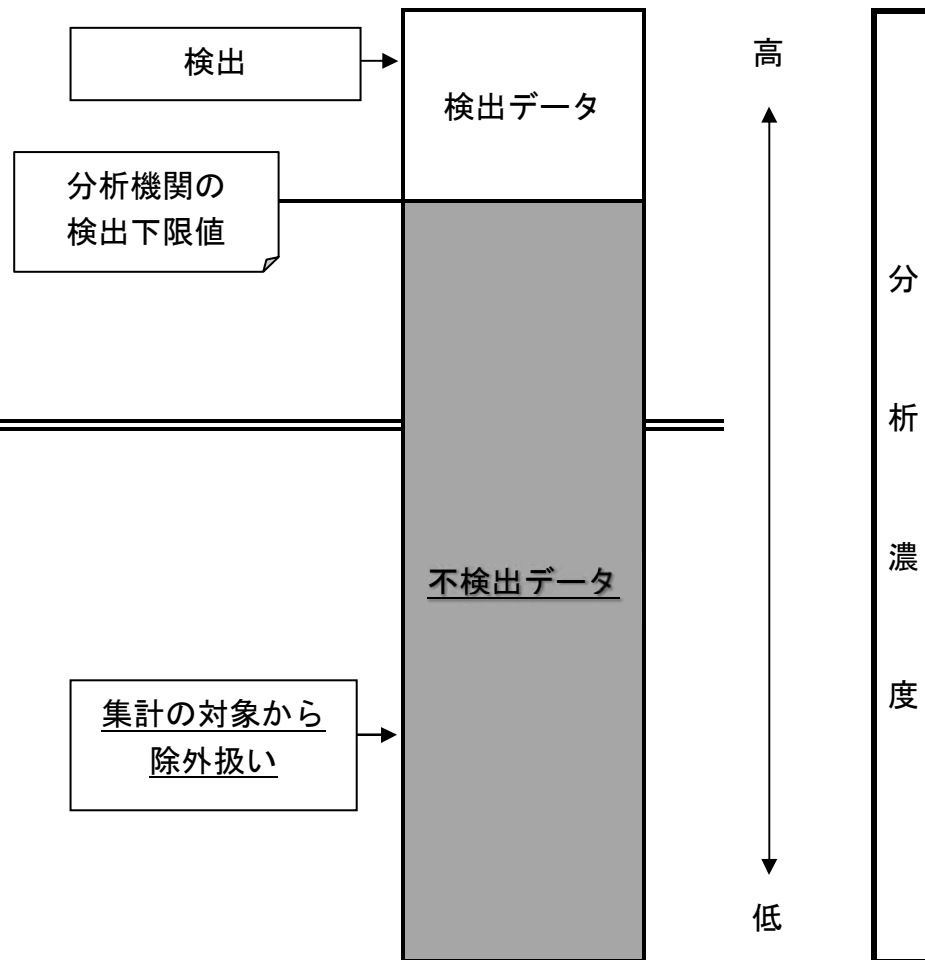 検出
検出データ
高
分析機関の
検出下限値
不検出データ
集計の対象から
除外扱い
低
分
析
濃
度